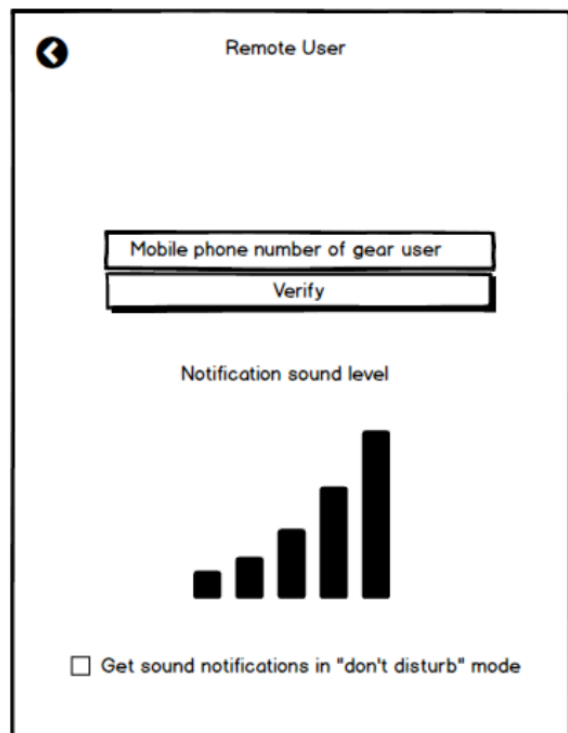 Remote User
Mobile phone number of gear user
Verify
Notification sound level
Get sound notifications in "don't disturb" mode